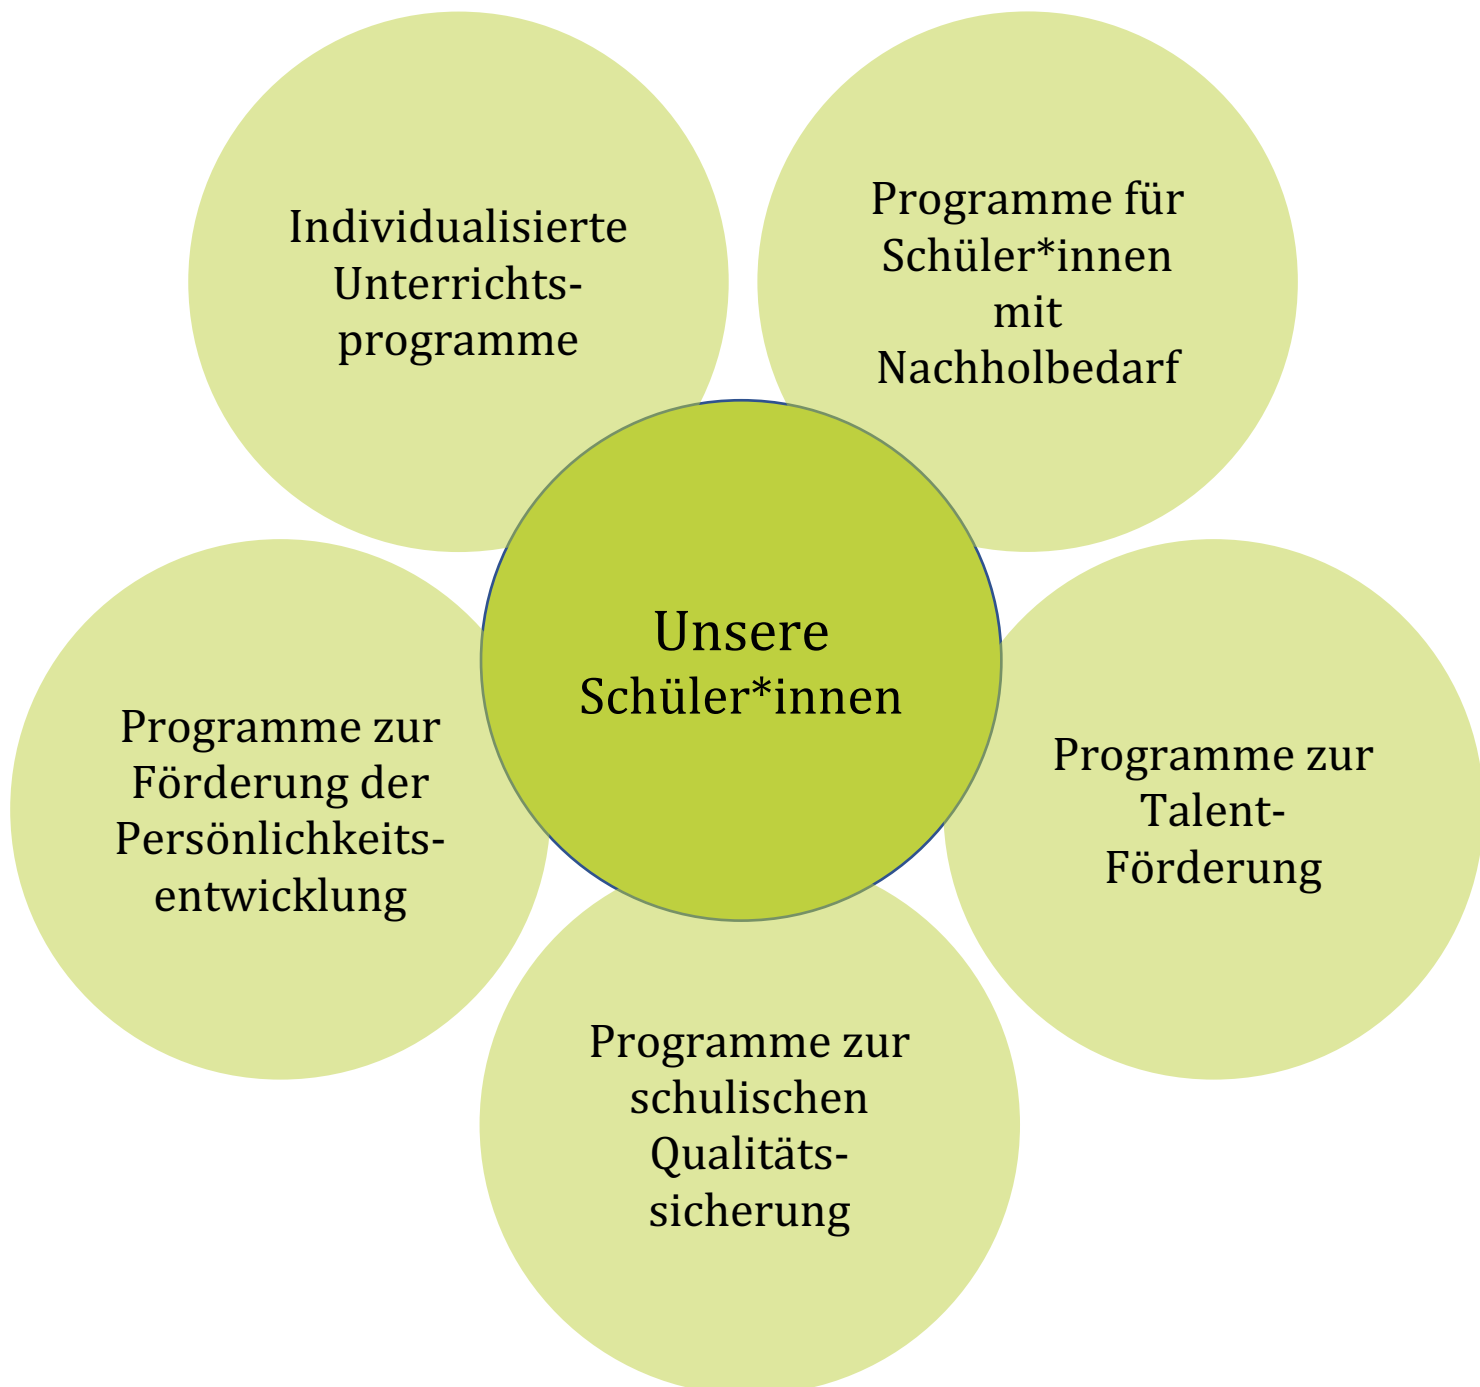 Individualisierte
Unterrichts-
programme
Programme für
Schüler*innen
mit
Nachholbedarf
Unsere
Schüler*innen
Programme zur
Förderung der
Persönlichkeits-
entwicklung
Programme zur
Talent-
Förderung
Programme zur
schulischen
Qualitäts-
sicherung